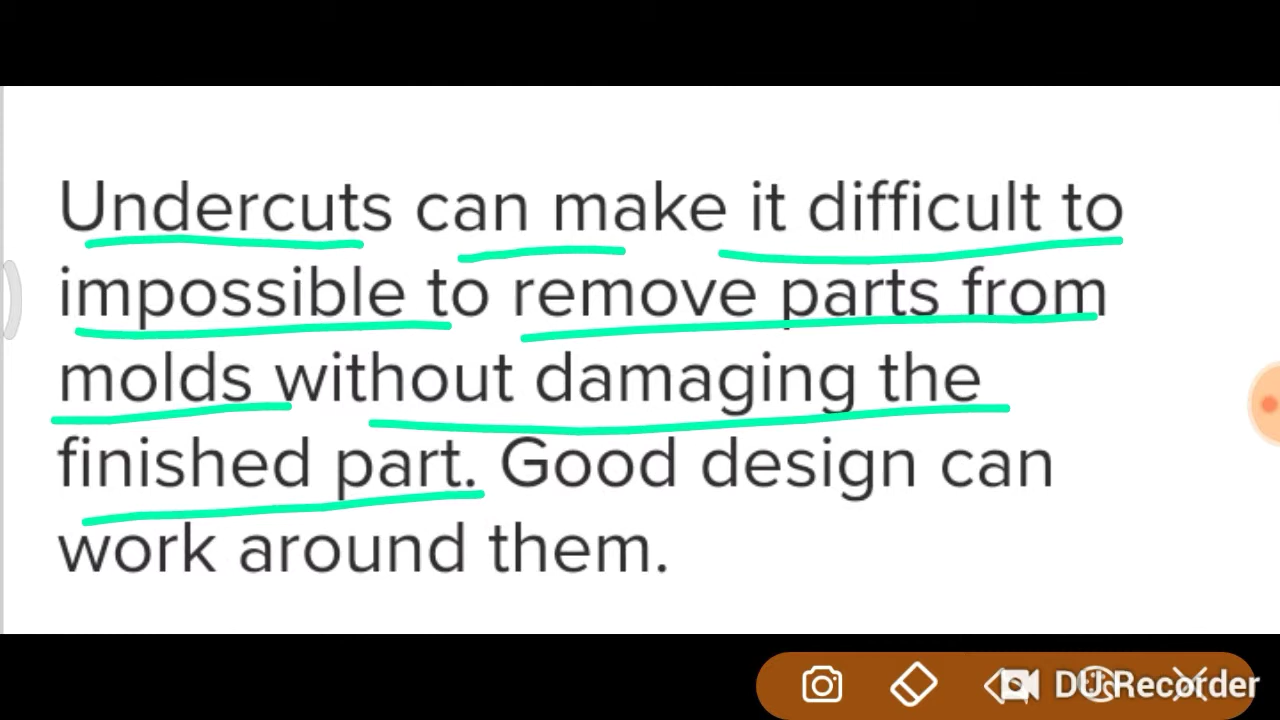 Undercuts can make it difficult to
impossible to remove parts from
molds without damaging the
finished part. Good design can
work around them.
DU Recorder